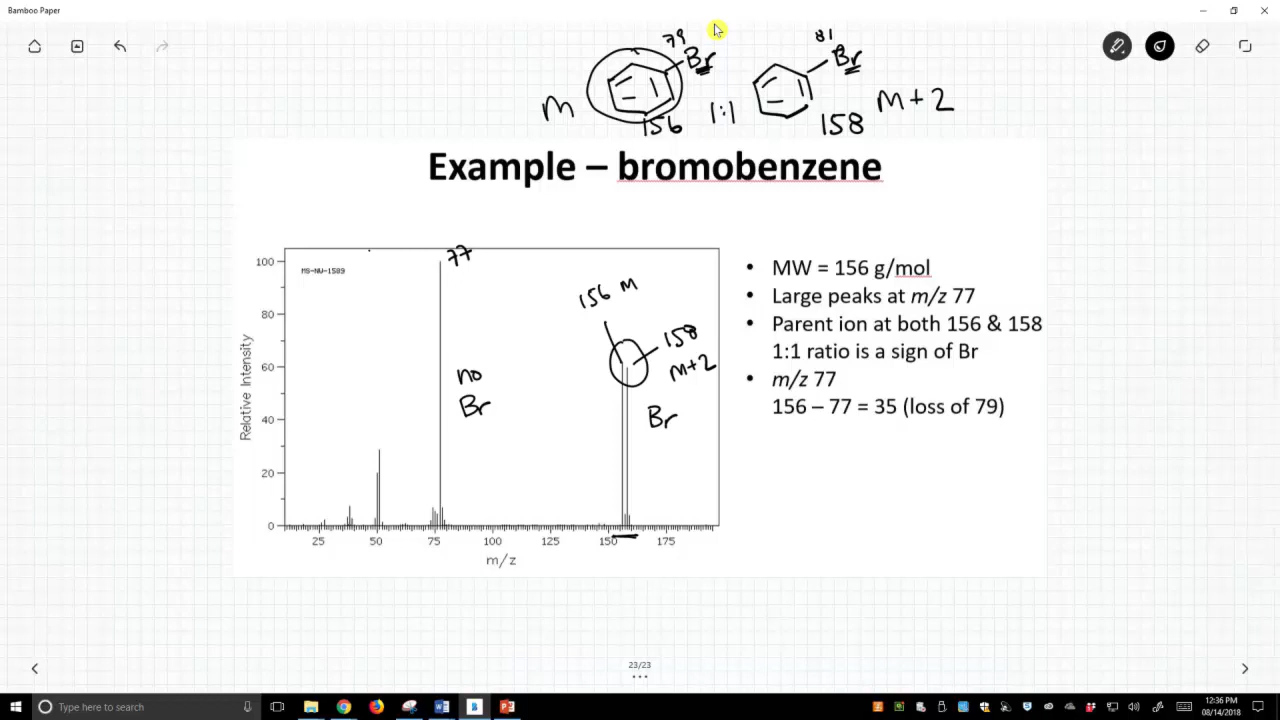 Bamboo Paper
79
Br
M
156
1:1
81
Br
158
M+2
Example – bromobenzene
MS-NW-1589
77
156 M
158
M+2
no
Br
Br
Relative Intensity
100
80
60
40
20
0
25 50 75 100 125 150 175
m/z
• MW = 156 g/mol
• Large peaks at m/z 77
• Parent ion at both 156 & 158
1:1 ratio is a sign of Br
• m/z 77
156 – 77 = 35 (loss of 79)
23/23
Type here to search
12:36 PM
08/14/2018